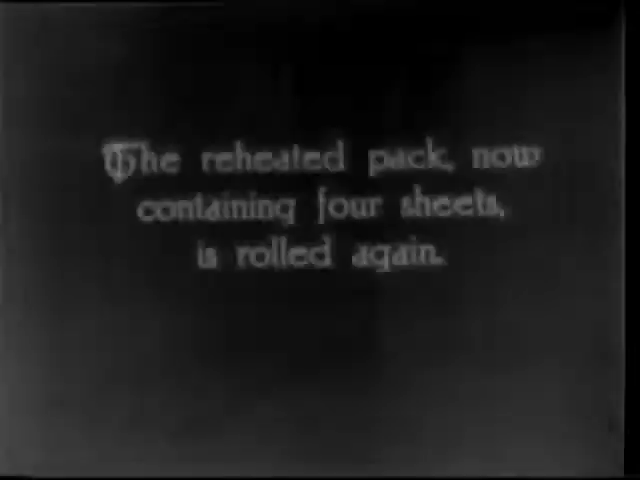 The reheated pack, now
containing four sheets,
is rolled again.